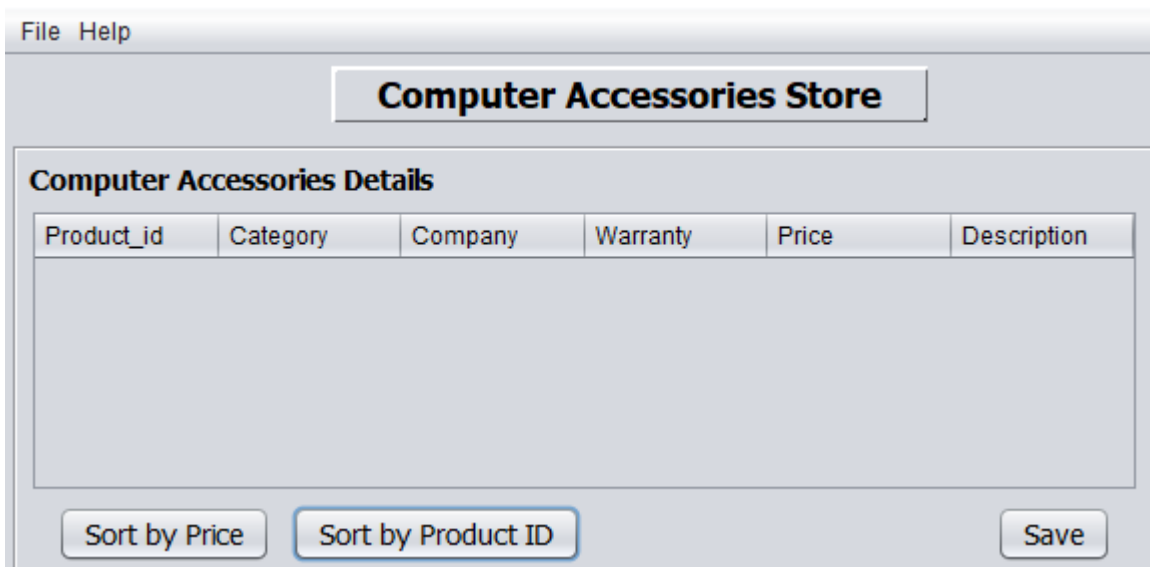 File Help
Computer Accessories Store
Computer Accessories Details
Product_id Category Company Warranty Price Description
Sort by Price Sort by Product ID Save